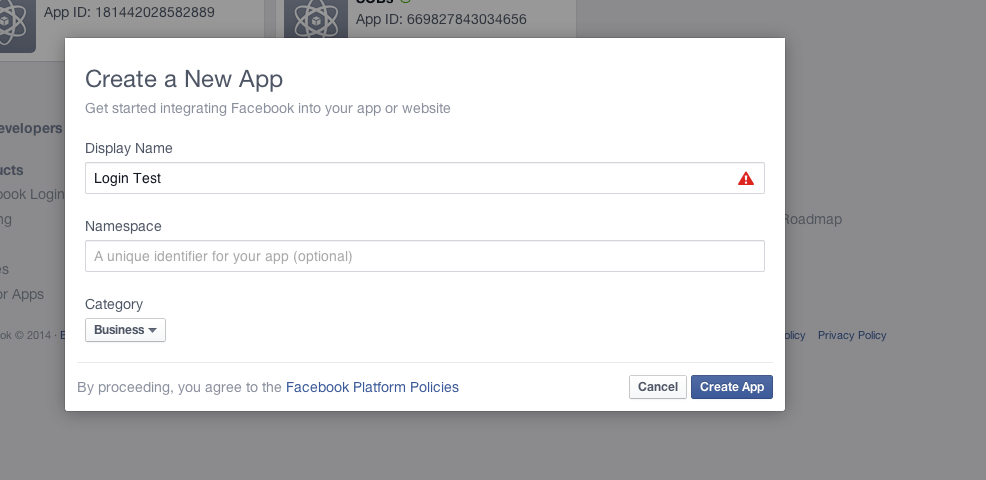 App ID: 181442028582889
App ID: 669827843034656
Create a New App
Get started integrating Facebook into your app or website
Display Name
Login Test
Namespace
A unique identifier for your app (optional)
Category
Business
By proceeding, you agree to the Facebook Platform Policies
Cancel
Create App
evelopers
ucts
book Login
ng
Roadmap
es
or Apps
ok © 2014 · E
olicy
Privacy Policy